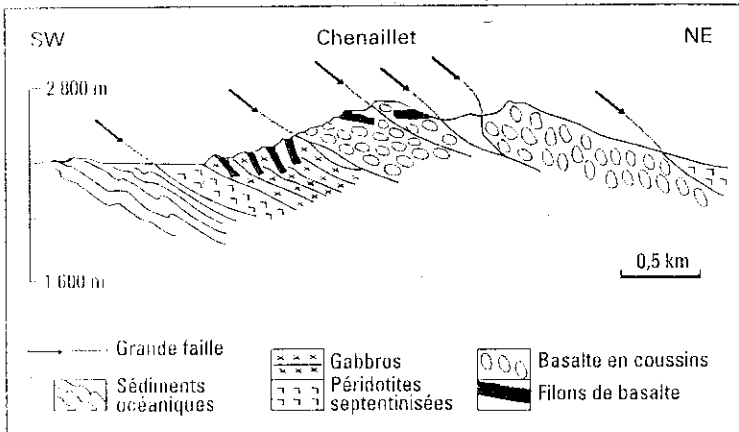 SW
Chenaillet
NE
2 800 m
1 600 m
0,5 km
Grande faille
Sédiments
océaniques
Gabbros
Péridotites
septentinisées
Basalte en coussins
Filons de basalte